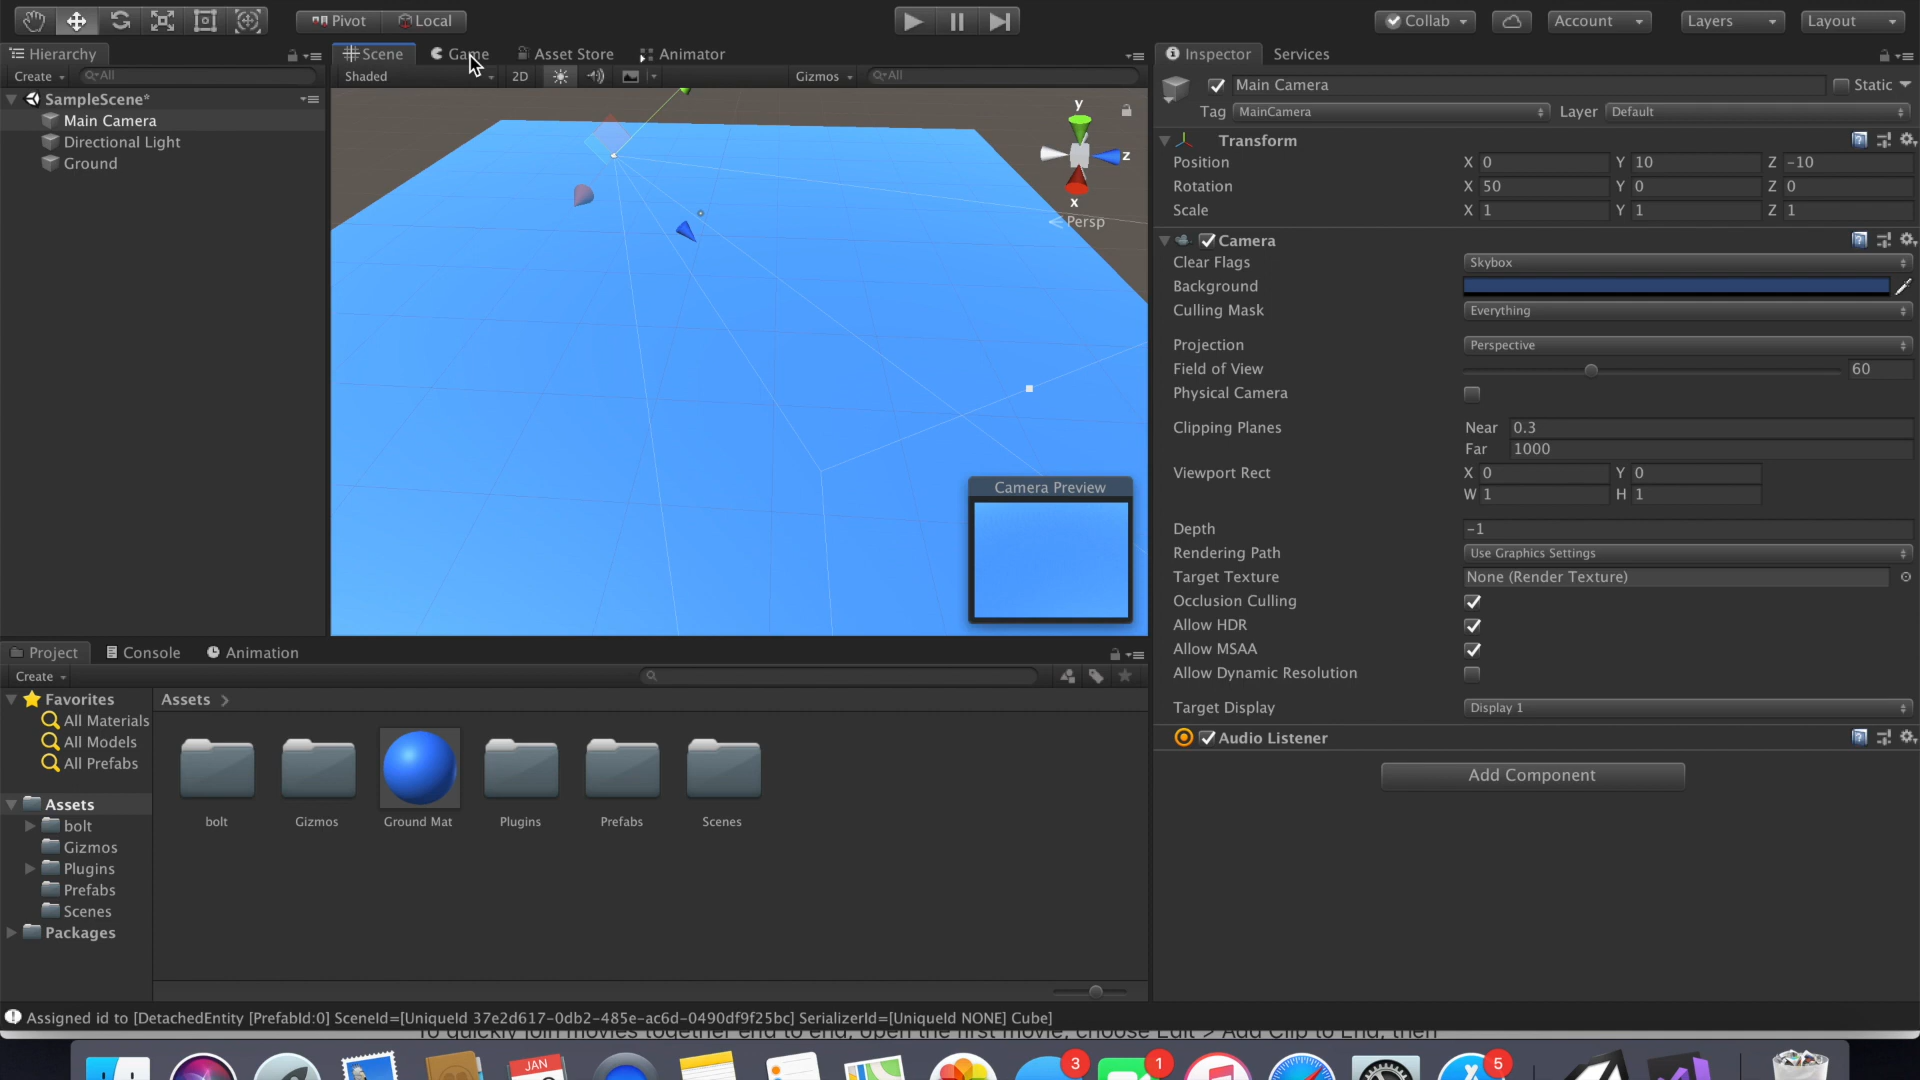 Pivot Local Collab Account Layers Layout
Hierarchy
Create All
SampleScene*
Main Camera
Directional Light
Ground
Scene Game Asset Store Animator
Shaded 2D Gizmos All
y
z
x
Persp
Camera Preview
Inspector Services
Main Camera Static
Tag MainCamera Layer Default
Transform
Position X 0 Y 10 Z -10
Rotation X 50 Y 0 Z 0
Scale X 1 Y 1 Z 1
Camera
Clear Flags Skybox
Background
Culling Mask Everything
Projection Perspective
Field of View 60
Physical Camera
Clipping Planes Near 0.3
Far 1000
Viewport Rect X 0 Y 0
W 1 H 1
Depth -1
Rendering Path Use Graphics Settings
Target Texture None (Render Texture)
Occlusion Culling
Allow HDR
Allow MSAA
Allow Dynamic Resolution
Target Display Display 1
Audio Listener
Add Component
Project Console Animation
Create
Favorites
All Materials
All Models
All Prefabs
Assets
bolt
Gizmos
Plugins
Prefabs
Scenes
Packages
Assets
bolt Gizmos Ground Mat Plugins Prefabs Scenes
Assigned id to [DetachedEntity [PrefabId:0] SceneId=[UniqueId 37e2d617-0db2-485e-ac6d-0490df9f25bc] SerializerId=[UniqueId NONE] Cube]
To quickly join movies together end to end, open the first movie, choose Edit > Add Clip to End, then
JAN 3 1 5